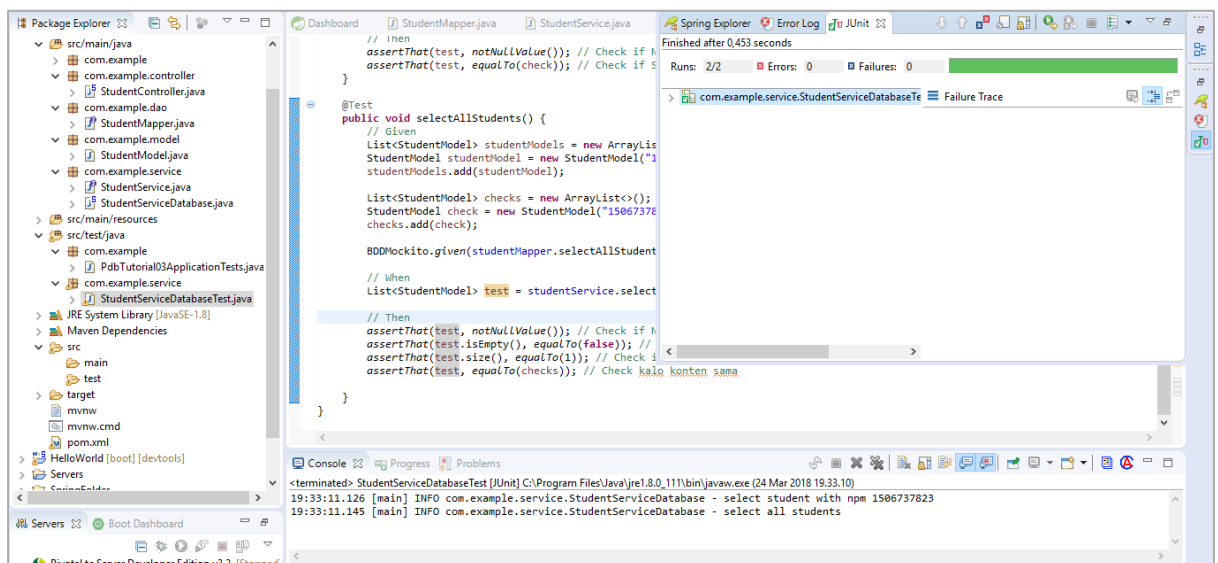 Package Explorer
src/main/java
com.example
com.example.controller
StudentController.java
com.example.dao
StudentMapper.java
com.example.model
StudentModel.java
com.example.service
StudentService.java
StudentServiceDatabase.java
src/main/resources
src/test/java
com.example
PdbTutorial03ApplicationTests.java
com.example.service
StudentServiceDatabaseTest.java
JRE System Library [JavaSE-1.8]
Maven Dependencies
src
main
test
target
mvnw
mvnw.cmd
pom.xml
HelloWorld [boot] [devtools]
Servers
SpringFolder
Servers Boot Dashboard
Dashboard StudentMapper.java StudentService.java
// Then
assertThat(test, notNullValue()); // Check if N
assertThat(test, equalTo(check)); // Check if S
}
@Test
public void selectAllStudents() {
// Given
List<StudentModel> studentModels = new ArrayLis
StudentModel studentModel = new StudentModel("1
studentModels.add(studentModel);
List<StudentModel> checks = new ArrayList<>();
StudentModel check = new StudentModel("15067378
checks.add(check);
BDDMockito.given(studentMapper.selectAllStudent
// When
List<StudentModel> test = studentService.select
// Then
assertThat(test, notNullValue()); // Check if N
assertThat(test.isEmpty(), equalTo(false)); //
assertThat(test.size(), equalTo(1)); // Check i
assertThat(test, equalTo(checks)); // Check kalo konten sama
}
}
Spring Explorer Error Log JUnit
Finished after 0,453 seconds
Runs: 2/2 Errors: 0 Failures: 0
com.example.service.StudentServiceDatabaseTe Failure Trace
Console Progress Problems
<terminated> StudentServiceDatabaseTest [JUnit] C:\Program Files\Java\jre1.8.0_111\bin\javaw.exe (24 Mar 2018 19.33.10)
19:33:11.126 [main] INFO com.example.service.StudentServiceDatabase - select student with npm 1506737823
19:33:11.145 [main] INFO com.example.service.StudentServiceDatabase - select all students